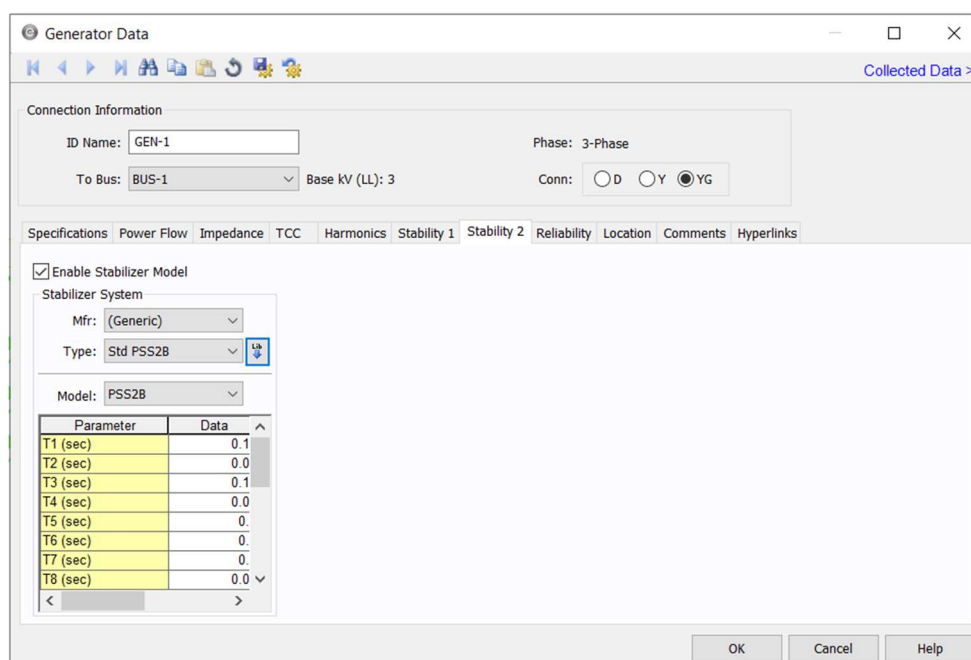 Generator Data
Collected Data >
Connection Information
ID Name: GEN-1
Phase: 3-Phase
To Bus: BUS-1 Base kV (LL): 3
Conn: D Y YG
Specifications Power Flow Impedance TCC Harmonics Stability 1 Stability 2 Reliability Location Comments Hyperlinks
Enable Stabilizer Model
Stabilizer System
Mfr: (Generic)
Type: Std PSS2B Lib
Model: PSS2B
Parameter Data
T1 (sec) 0.1
T2 (sec) 0.0
T3 (sec) 0.1
T4 (sec) 0.0
T5 (sec) 0.
T6 (sec) 0.
T7 (sec) 0.
T8 (sec) 0.0
OK Cancel Help